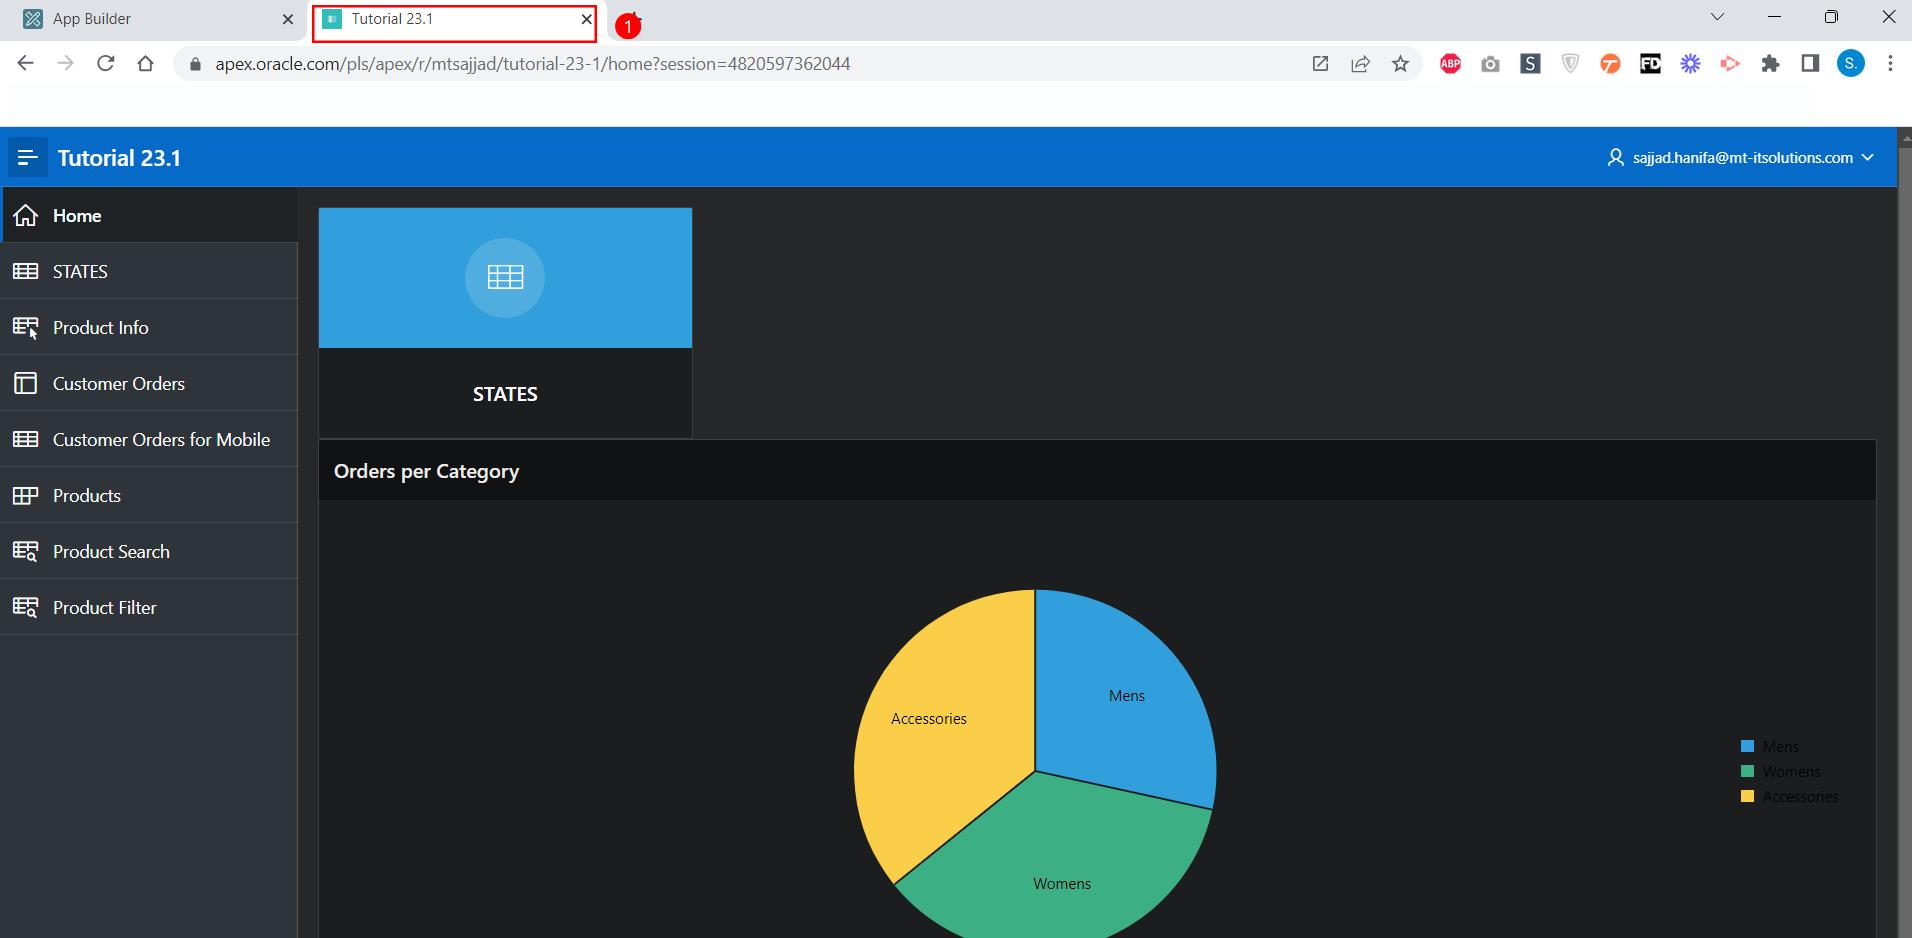 App Builder
Tutorial 23.1
1
apex.oracle.com/pls/apex/r/mtsajjad/tutorial-23-1/home?session=4820597362044
ABP
S
FD
S.
Tutorial 23.1
sajjad.hanifa@mt-itsolutions.com
Home
STATES
Product Info
Customer Orders
Customer Orders for Mobile
Products
Product Search
Product Filter
STATES
Orders per Category
Mens
Accessories
Womens
Mens
Womens
Accessories